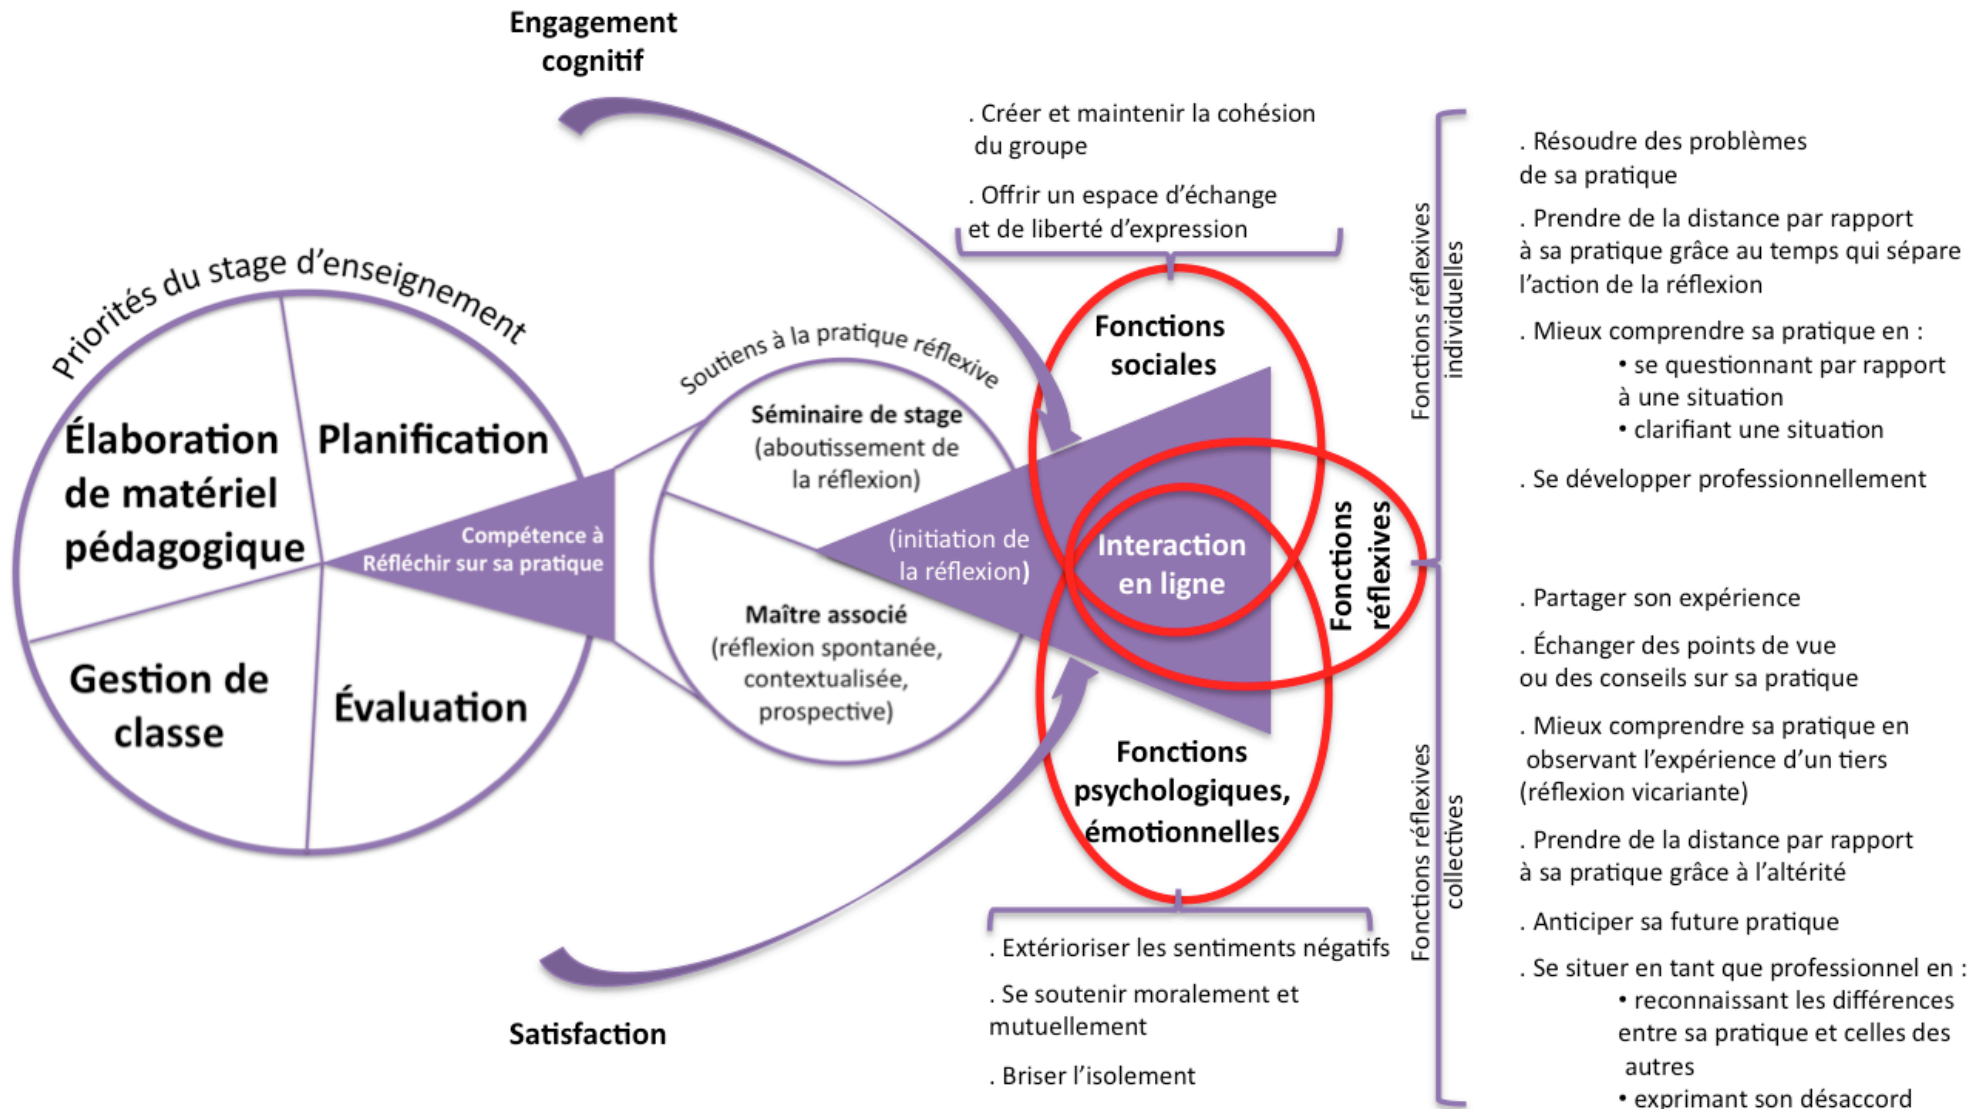 Engagement
cognitif
Priorités du stage d’enseignement
Élaboration
de matériel
pédagogique
Planification
Compétence à
Réfléchir sur sa pratique
Gestion de
classe
Évaluation
Soutiens à la pratique réflexive
Séminaire de stage
(aboutissement de
la réflexion)
(initiation de
la réflexion)
Maître associé
(réflexion spontanée,
contextualisée,
prospective)
Satisfaction
. Créer et maintenir la cohésion
du groupe
. Offrir un espace d’échange
et de liberté d’expression
Fonctions
sociales
Interaction
en ligne
Fonctions
réflexives
Fonctions
psychologiques,
émotionnelles
. Extérioriser les sentiments négatifs
. Se soutenir moralement et
mutuellement
. Briser l’isolement
Fonctions réflexives
individuelles
. Résoudre des problèmes
de sa pratique
. Prendre de la distance par rapport
à sa pratique grâce au temps qui sépare
l’action de la réflexion
. Mieux comprendre sa pratique en :
• se questionnant par rapport
à une situation
• clarifiant une situation
. Se développer professionnellement
Fonctions réflexives
collectives
. Partager son expérience
. Échanger des points de vue
ou des conseils sur sa pratique
. Mieux comprendre sa pratique en
observant l’expérience d’un tiers
(réflexion vicariante)
. Prendre de la distance par rapport
à sa pratique grâce à l’altérité
. Anticiper sa future pratique
. Se situer en tant que professionnel en :
• reconnaissant les différences
entre sa pratique et celles des
autres
• exprimant son désaccord